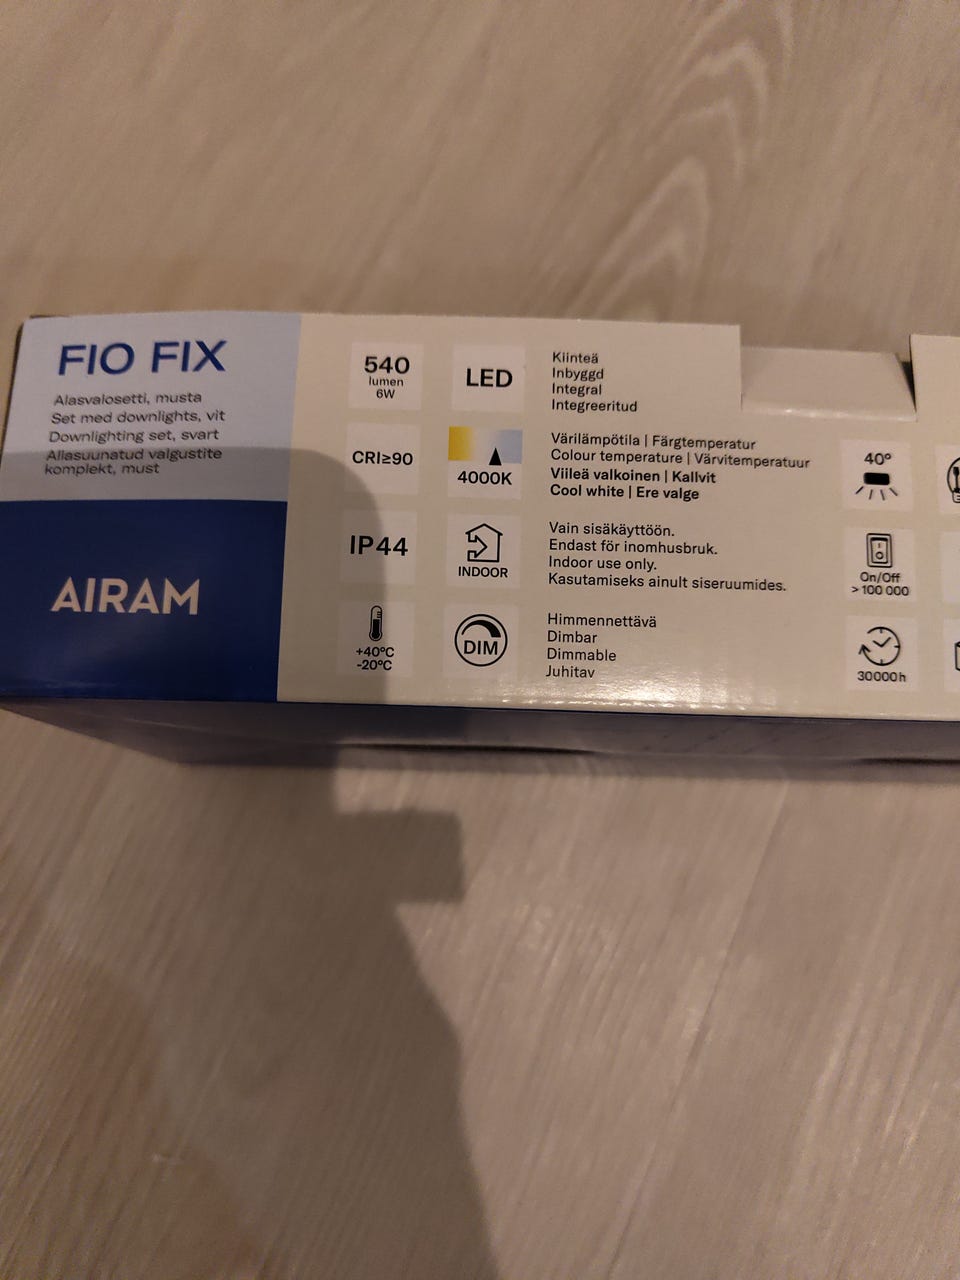 FIO FIX
Alasvalosetti, musta
Set med downlights, vit
Downlighting set, svart
Allasuunatud valgustite
komplekt, must
AIRAM
540
lumen
6W
LED
Kiinteä
Inbyggd
Integral
Integreeritud
CRI≥90
4000K
Värilämpötila | Färgtemperatur
Colour temperature | Värvitemperatuur
Viileä valkoinen | Kallvit
Cool white | Ere valge
IP44
INDOOR
Vain sisäkäyttöön.
Endast för inomhusbruk.
Indoor use only.
Kasutamiseks ainult siseruumides.
+40°C
-20°C
DIM
Himmennettävä
Dimbar
Dimmable
Juhitav
40°
On/Off
>100 000
30000h